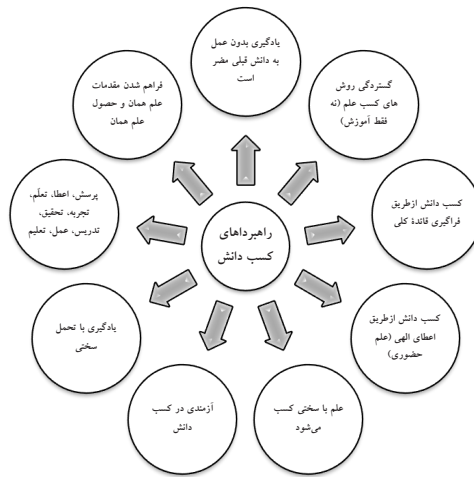 یادگیری بدون عمل
به دانش قبلی مضر
است
گستردگی روش
های کسب علم (نه
فقط آموزش)
کسب دانش ازطریق
فراگیری قائدهٔ کلی
کسب دانش ازطریق
اعطای الهی (علم
حضوری)
علم با سختی کسب
می‌شود
آزمندی در کسب
دانش
یادگیری با تحمل
سختی
پرسش، اعطا، تعلّم،
تجربه، تحقیق،
تدریس، عمل، تعلیم
فراهم شدن مقدمات
علم همان و حصول
علم همان
راهبرداهای
کسب دانش